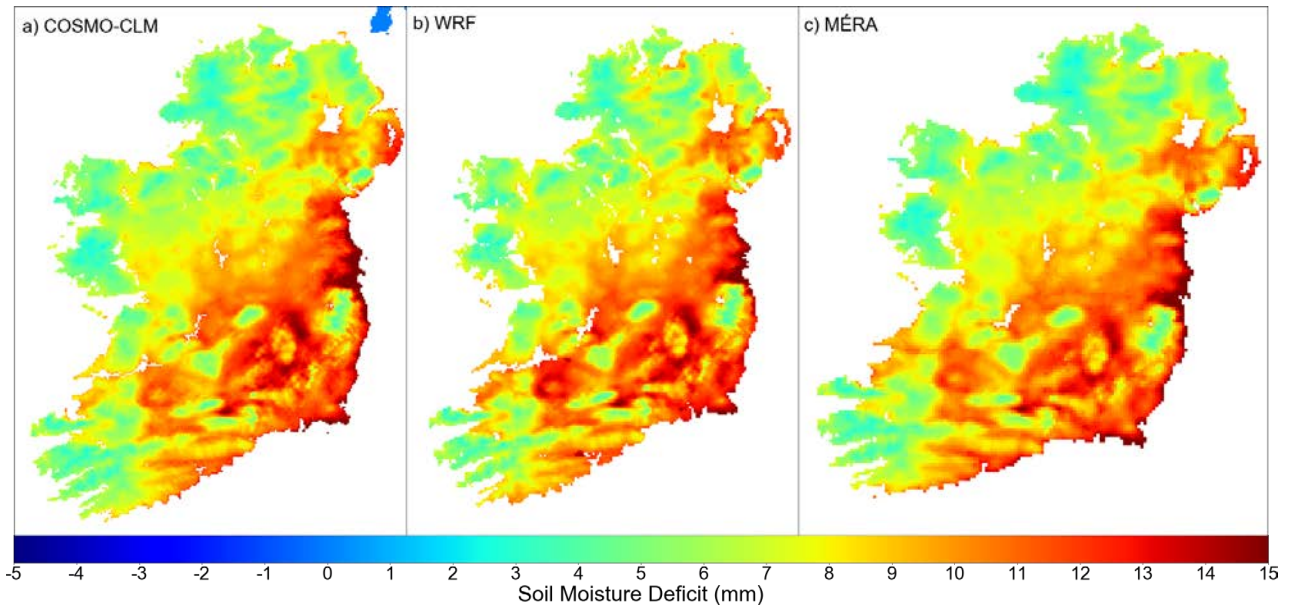 a) COSMO-CLM
b) WRF
c) MÉRA
-5 -4 -3 -2 -1 0 1 2 3 4 5 6 7 8 9 10 11 12 13 14 15
Soil Moisture Deficit (mm)